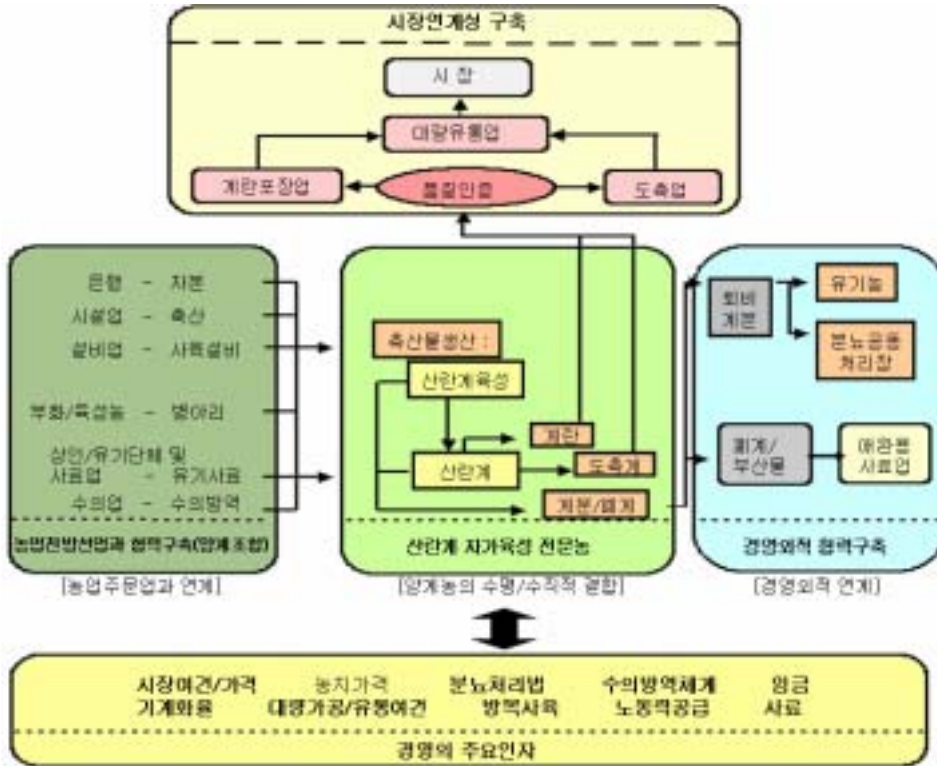 시장연계성 구축
시 장
대량유통업
계란포장업
품질인증
도축업
은행 - 자본
시설업 - 축산
설비업 - 사육설비
부화/육성농 - 병아리
상인/유기단체 및
사료업 - 유기사료
수의업 - 수의방역
농업전방산업과 협력구축(양계조합)
[농업주문업과 연계]
축산물생산 :
산란계육성
산란계
계란
도축계
계분/폐계
산란계 자가육성 전문농
[양계농의 수평/수직적 결합]
퇴비
계분
유기농
분뇨공동
처리장
폐계/
부산물
애완용
사료업
경영외적 협력구축
[경영외적 연계]
시장여건/가격 농지가격 분뇨처리법 수의방역체계 임금
기계화율 대량가공/유통여건 방목사육 노동력공급 사료
경영의 주요인자